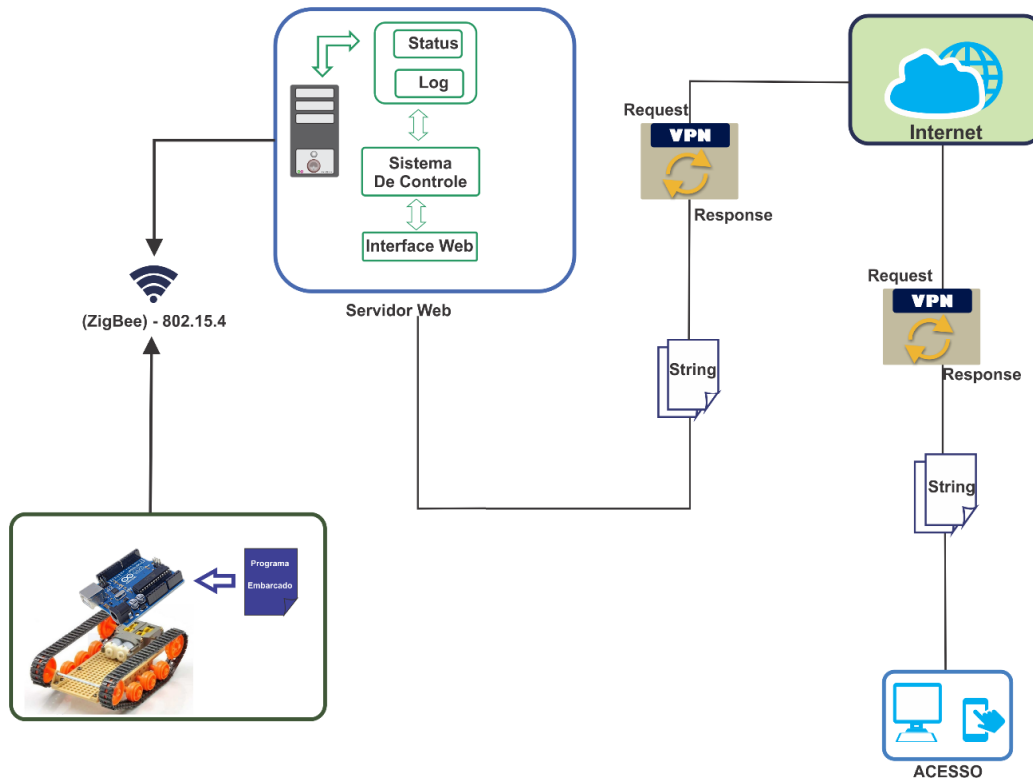 Status
Log
Sistema
De Controle
Interface Web
Servidor Web
(ZigBee) - 802.15.4
Programa
Embarcado
Request
VPN
Response
String
Internet
Request
VPN
Response
String
ACESSO